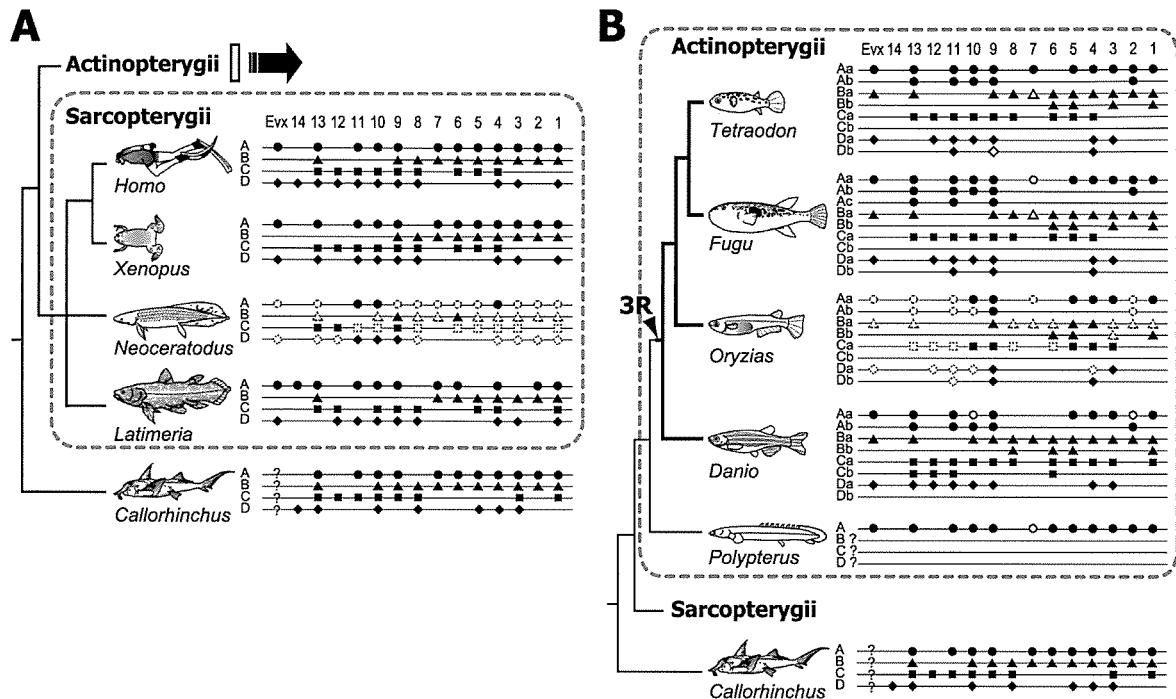 A
Actinopterygii
Sarcopterygii
Evx 14 13 12 11 10 9 8 7 6 5 4 3 2 1
A
B
C
D
Homo
A
B
C
D
Xenopus
A
B
C
D
Neoceratodus
A
B
C
D
Latimeria
A
B ?
C
D ?
Callorhinchus
B
Actinopterygii
Evx 14 13 12 11 10 9 8 7 6 5 4 3 2 1
Aa
Ab
Ba
Bb
Ca
Cb
Da
Db
Tetraodon
Aa
Ab
Ac
Ba
Bb
Ca
Cb
Da
Db
Fugu
3R
Aa
Ab
Ba
Bb
Ca
Cb
Da
Db
Oryzias
Aa
Ab
Ba
Bb
Ca
Cb
Da
Db
Danio
A
B ?
C ?
D ?
Polypterus
Sarcopterygii
A ?
B ?
C ?
D ?
Callorhinchus